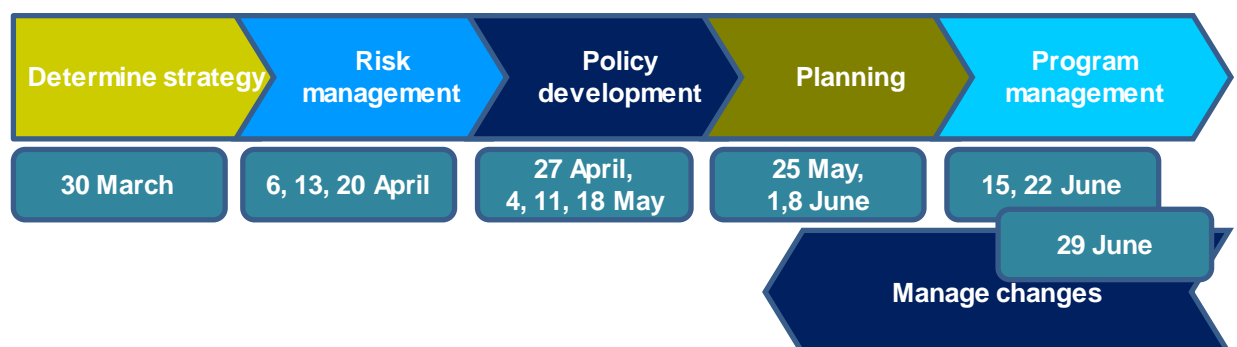 Determine strategy
Risk
management
Policy
development
Planning
Program
management
30 March
6, 13, 20 April
27 April,
4, 11, 18 May
25 May,
1,8 June
15, 22 June
29 June
Manage changes